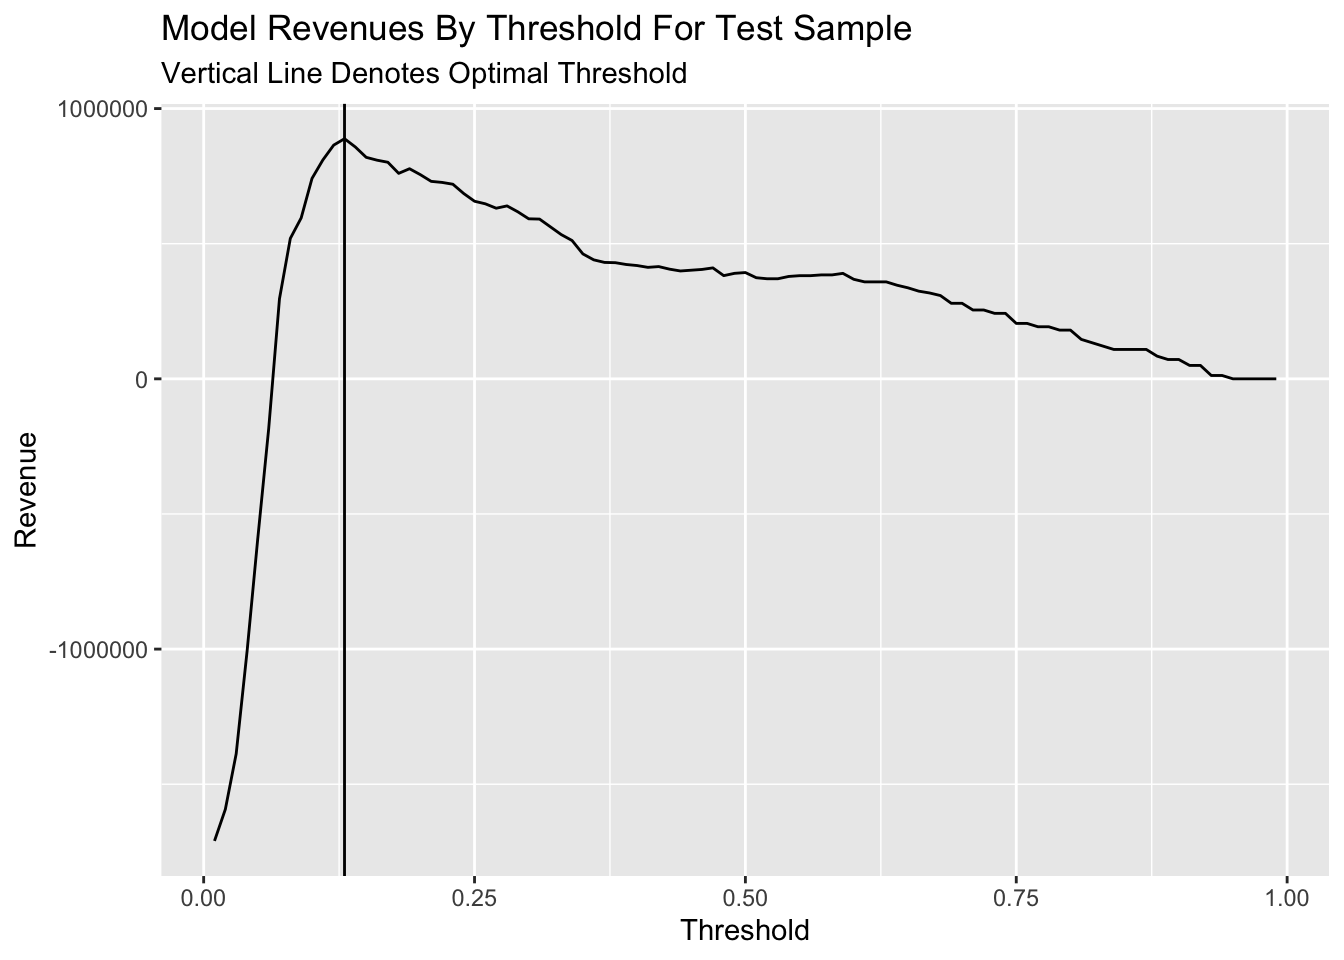 Model Revenues By Threshold For Test Sample
Vertical Line Denotes Optimal Threshold
1000000
0
-1000000
Revenue
0.00
0.25
0.50
0.75
1.00
Threshold